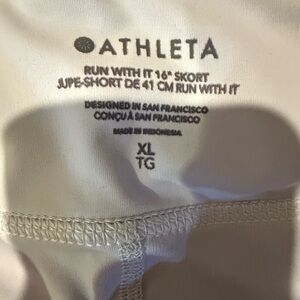 ATHLETA
RUN WITH IT 16" SKORT
JUPE-SHORT DE 41 CM RUN WITH IT
DESIGNED IN SAN FRANCISCO
CONÇU À SAN FRANCISCO
MADE IN INDONESIA
XL
TG